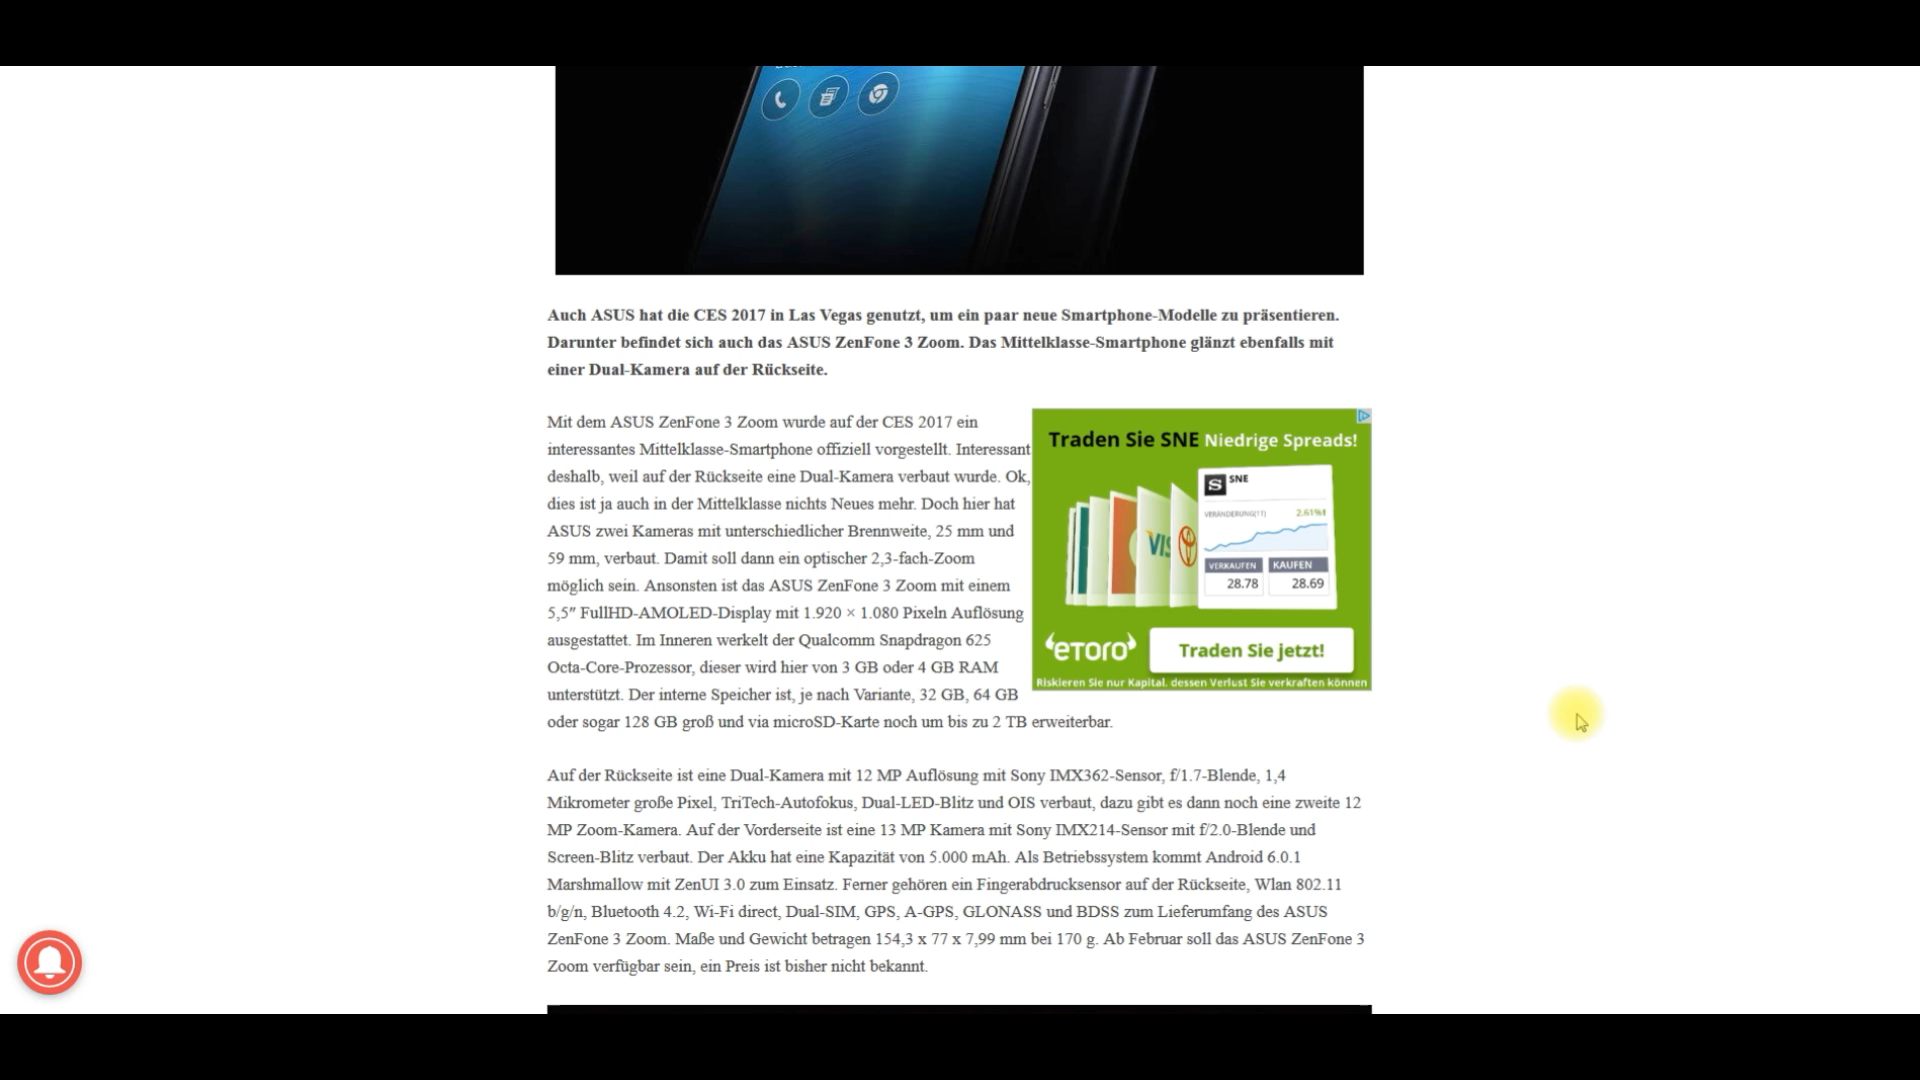 Auch ASUS hat die CES 2017 in Las Vegas genutzt, um ein paar neue Smartphone-Modelle zu präsentieren.
Darunter befindet sich auch das ASUS ZenFone 3 Zoom. Das Mittelklasse-Smartphone glänzt ebenfalls mit
einer Dual-Kamera auf der Rückseite.
Mit dem ASUS ZenFone 3 Zoom wurde auf der CES 2017 ein
interessantes Mittelklasse-Smartphone offiziell vorgestellt. Interessant
deshalb, weil auf der Rückseite eine Dual-Kamera verbaut wurde. Ok,
dies ist ja auch in der Mittelklasse nichts Neues mehr. Doch hier hat
ASUS zwei Kameras mit unterschiedlicher Brennweite, 25 mm und
59 mm, verbaut. Damit soll dann ein optischer 2,3-fach-Zoom
möglich sein. Ansonsten ist das ASUS ZenFone 3 Zoom mit einem
5,5″ FullHD-AMOLED-Display mit 1.920 × 1.080 Pixeln Auflösung
ausgestattet. Im Inneren werkelt der Qualcomm Snapdragon 625
Octa-Core-Prozessor, dieser wird hier von 3 GB oder 4 GB RAM
unterstützt. Der interne Speicher ist, je nach Variante, 32 GB, 64 GB
oder sogar 128 GB groß und via microSD-Karte noch um bis zu 2 TB erweiterbar.
Traden Sie SNE Niedrige Spreads!
S SNE
VERÄNDERUNG(1T) 2.61%
VIS
VERKAUFEN KAUFEN
28.78 28.69
eToro Traden Sie jetzt!
Riskieren Sie nur Kapital, dessen Verlust Sie verkraften können
Auf der Rückseite ist eine Dual-Kamera mit 12 MP Auflösung mit Sony IMX362-Sensor, f/1.7-Blende, 1,4
Mikrometer große Pixel, TriTech-Autofokus, Dual-LED-Blitz und OIS verbaut, dazu gibt es dann noch eine zweite 12
MP Zoom-Kamera. Auf der Vorderseite ist eine 13 MP Kamera mit Sony IMX214-Sensor mit f/2.0-Blende und
Screen-Blitz verbaut. Der Akku hat eine Kapazität von 5.000 mAh. Als Betriebssystem kommt Android 6.0.1
Marshmallow mit ZenUI 3.0 zum Einsatz. Ferner gehören ein Fingerabdrucksensor auf der Rückseite, Wlan 802.11
b/g/n, Bluetooth 4.2, Wi-Fi direct, Dual-SIM, GPS, A-GPS, GLONASS und BDSS zum Lieferumfang des ASUS
ZenFone 3 Zoom. Maße und Gewicht betragen 154,3 x 77 x 7,99 mm bei 170 g. Ab Februar soll das ASUS ZenFone 3
Zoom verfügbar sein, ein Preis ist bisher nicht bekannt.